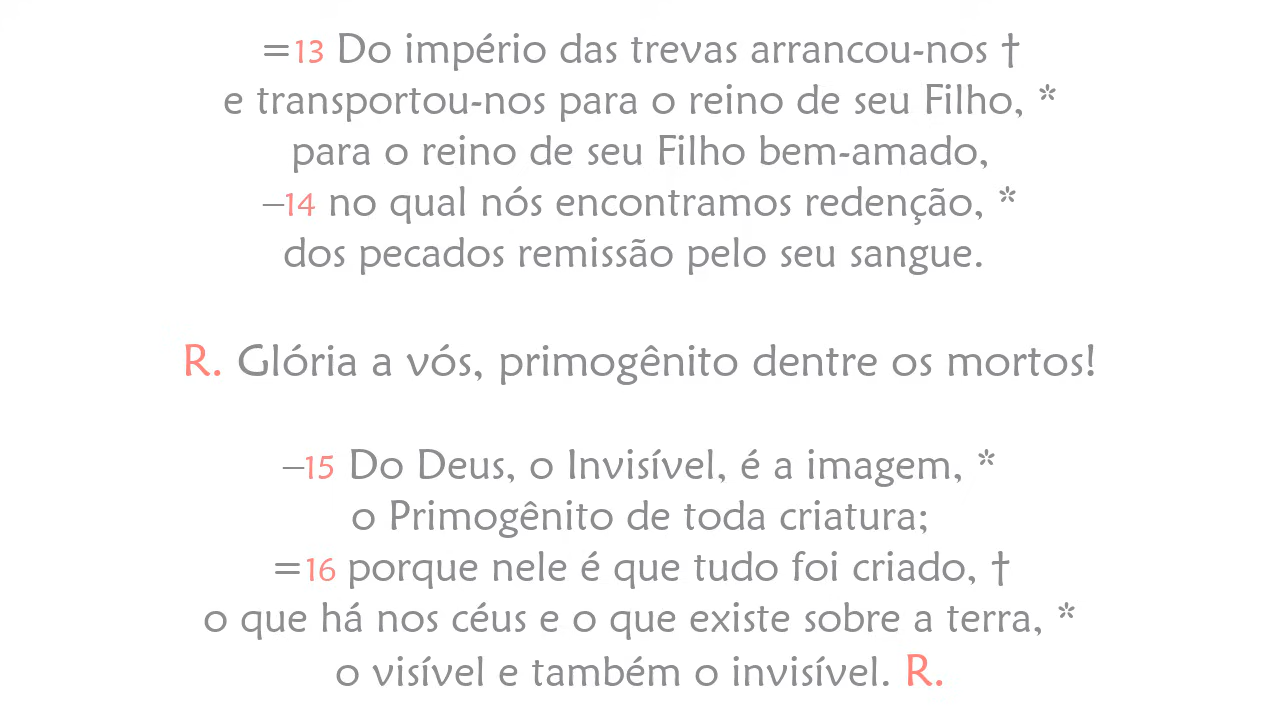 =13 Do império das trevas arrancou-nos †
e transportou-nos para o reino de seu Filho, *
para o reino de seu Filho bem-amado,
–14 no qual nós encontramos redenção, *
dos pecados remissão pelo seu sangue.
R. Glória a vós, primogênito dentre os mortos!
–15 Do Deus, o Invisível, é a imagem, *
o Primogênito de toda criatura;
=16 porque nele é que tudo foi criado, †
o que há nos céus e o que existe sobre a terra, *
o visível e também o invisível. R.